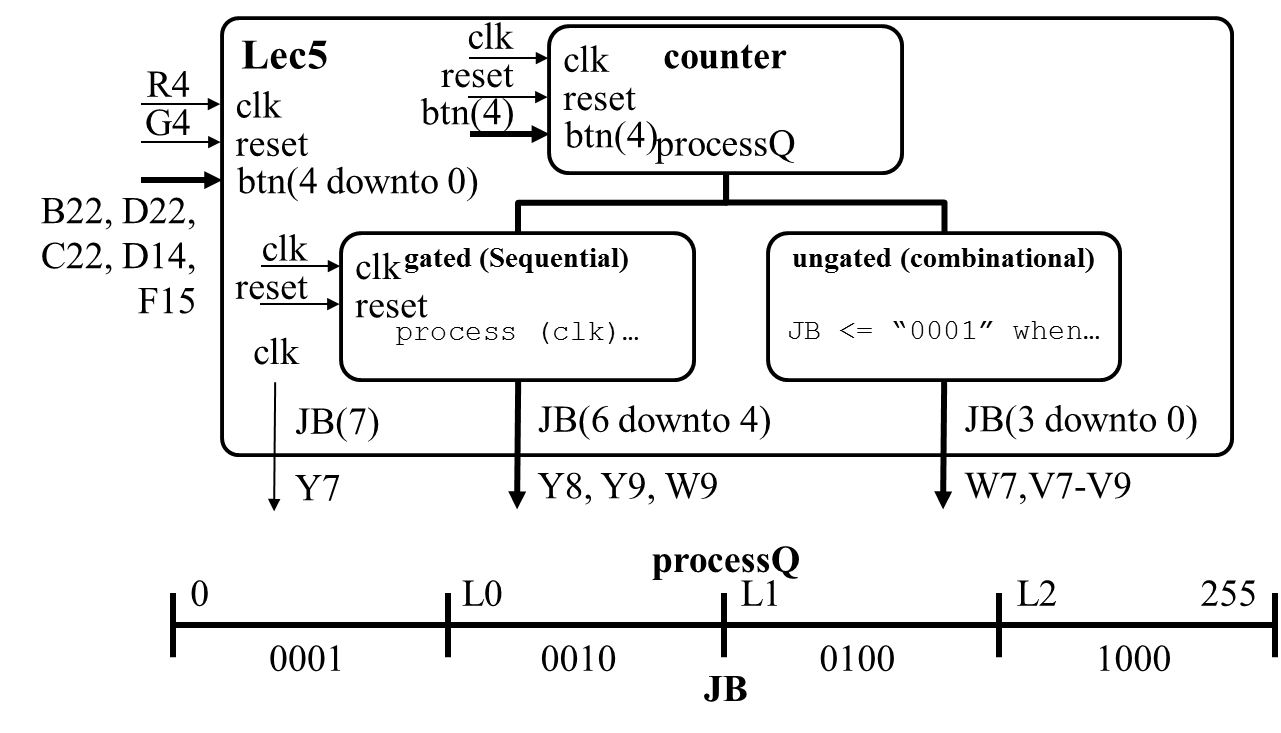 Lec5
clk
reset
btn(4)
clk
reset
btn(4)
counter
processQ
R4
G4
clk
reset
btn(4 downto 0)
B22, D22,
C22, D14,
F15
clk
reset
clk
reset
gated (Sequential)
process (clk)…
ungated (combinational)
JB <= “0001” when…
clk
JB(7)
JB(6 downto 4)
JB(3 downto 0)
Y7
Y8, Y9, W9
W7,V7-V9
processQ
0 L0 L1 L2 255
0001 0010 0100 1000
JB